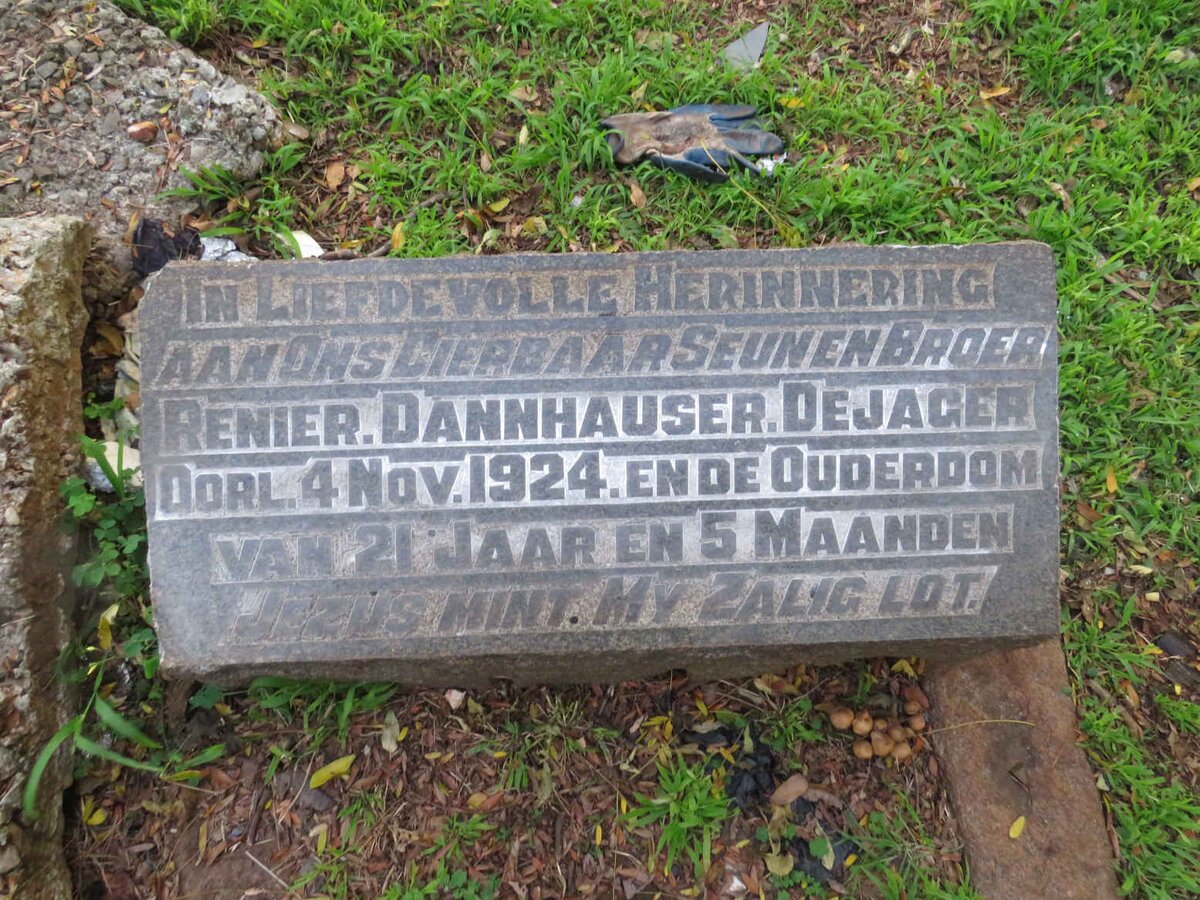 IN LIEFDEVOLLE HERINNERING
AAN ONS CIERBAAR SEUN EN BROER
RENIER. DANNHAUSER. DEJAGER
OORL. 4 NOV. 1924. EN DE OUDERDOM
VAN 21 JAAR EN 5 MAANDEN
JEZUS MINT MY ZALIG LOT.